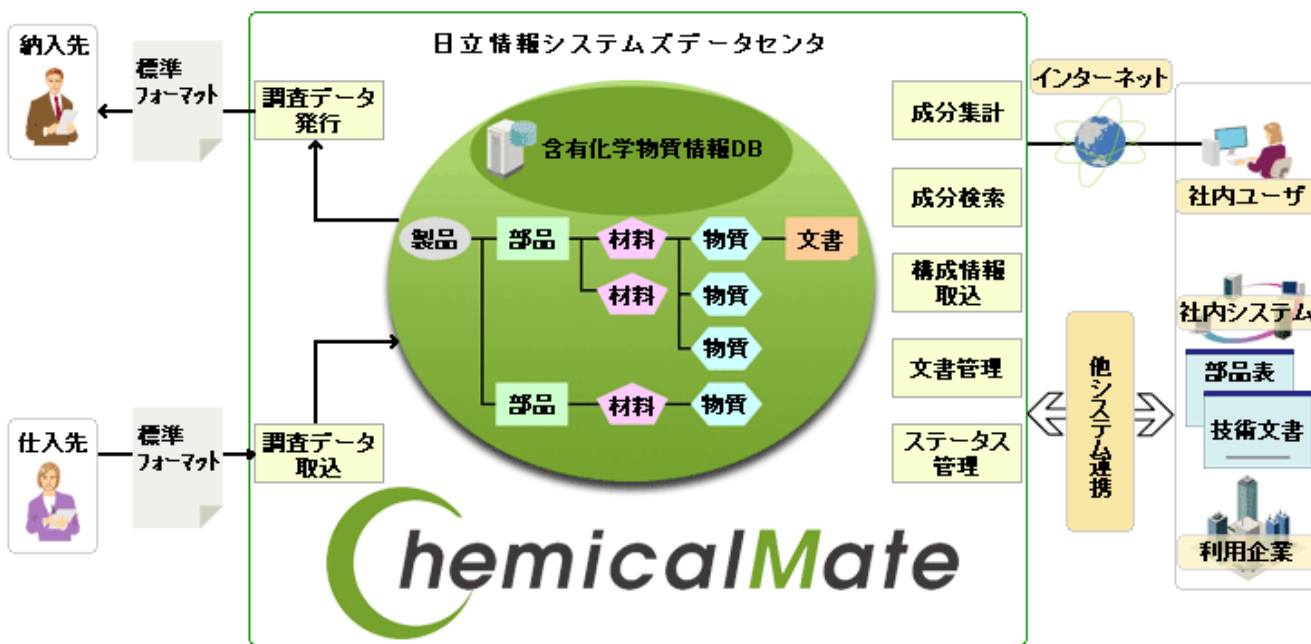 日立情報システムズデータセンタ
納入先
標準
フォーマット
調査データ
発行
含有化学物質情報DB
製品
部品
材料
物質
文書
材料
物質
物質
部品
材料
物質
仕入先
標準
フォーマット
調査データ
取込
成分集計
成分検索
構成情報
取込
文書管理
ステータス
管理
インターネット
社内ユーザ
他システム連携
社内システム
部品表
技術文書
利用企業
ChemicalMate